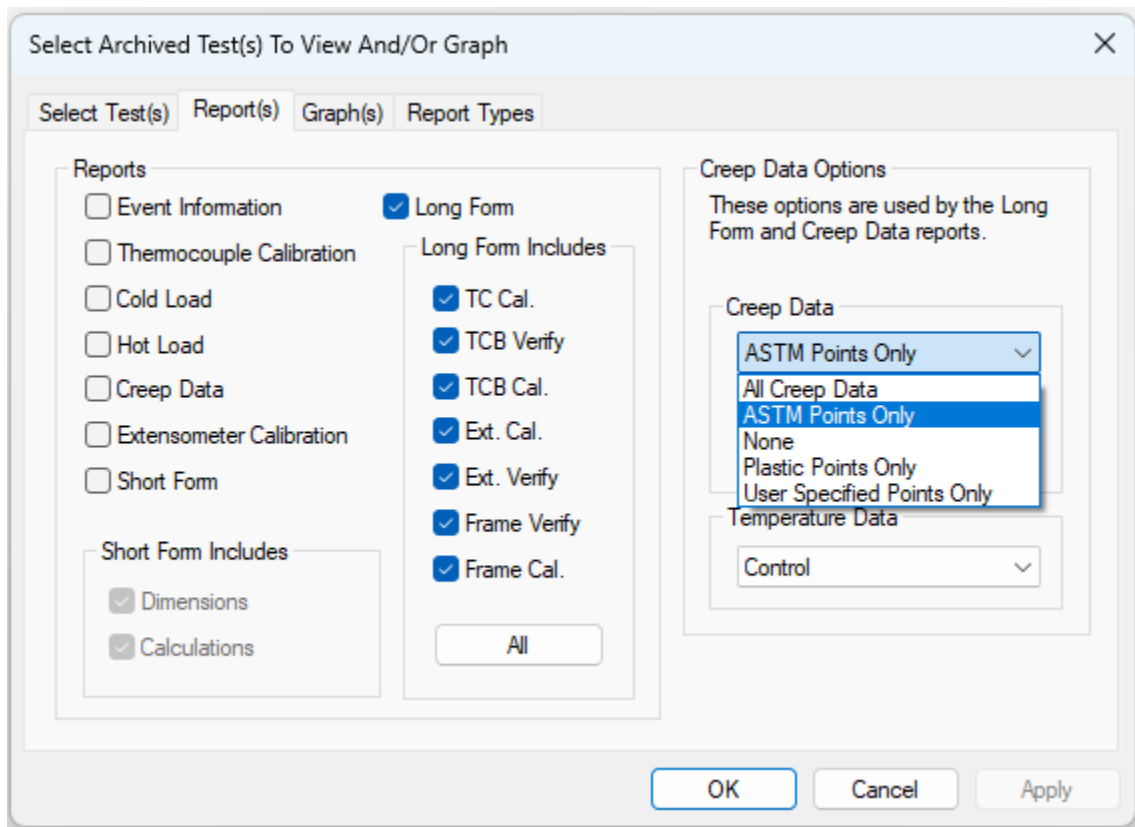 Select Archived Test(s) To View And/Or Graph
Select Test(s)
Report(s)
Graph(s)
Report Types
Reports
Event Information
Thermocouple Calibration
Cold Load
Hot Load
Creep Data
Extensometer Calibration
Short Form
Short Form Includes
Dimensions
Calculations
Long Form
Long Form Includes
TC Cal.
TCB Verify
TCB Cal.
Ext. Cal.
Ext. Verify
Frame Verify
Frame Cal.
All
Creep Data Options
These options are used by the Long
Form and Creep Data reports.
Creep Data
ASTM Points Only
All Creep Data
ASTM Points Only
None
Plastic Points Only
User Specified Points Only
Temperature Data
Control
OK
Cancel
Apply